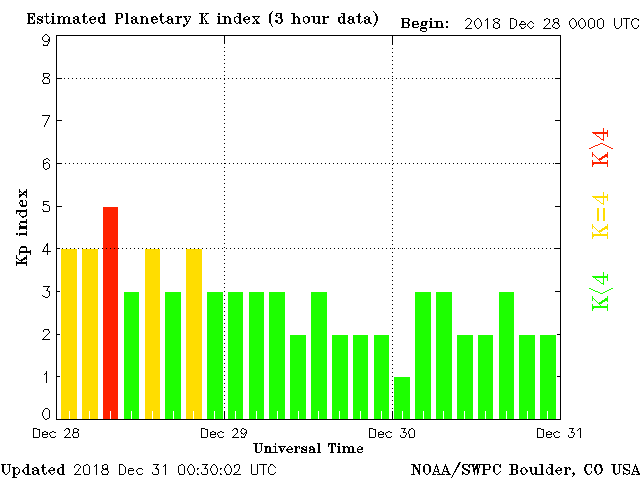 Estimated Planetary K index (3 hour data)
Begin: 2018 Dec 28 0000 UTC
9
8
7
6
5
4
3
2
1
0
Kp index
K>4
K=4
K<4
Dec 28
Dec 29
Dec 30
Dec 31
Universal Time
Updated 2018 Dec 31 00:30:02 UTC
NOAA/SWPC Boulder, CO USA